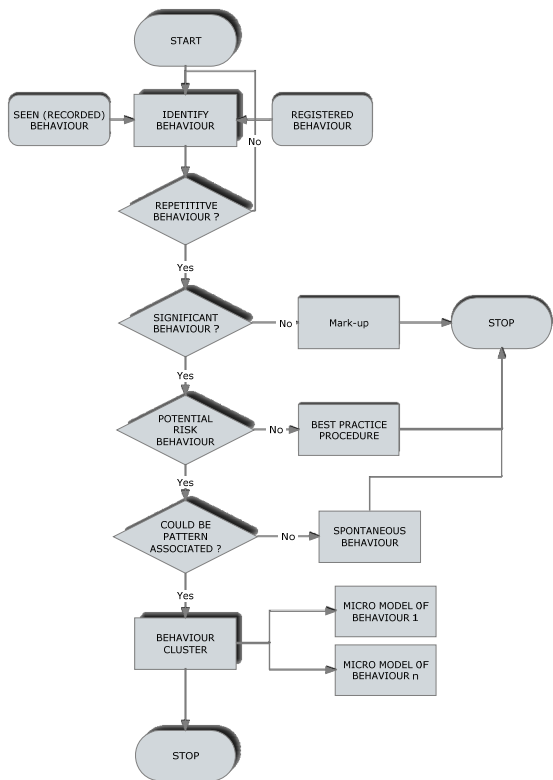 START
SEEN (RECORDED)
BEHAVIOUR
IDENTIFY
BEHAVIOUR
REGISTERED
BEHAVIOUR
No
REPETITITVE
BEHAVIOUR ?
Yes
SIGNIFICANT
BEHAVIOUR ?
No
Mark-up
STOP
Yes
POTENTIAL
RISK
BEHAVIOUR
No
BEST PRACTICE
PROCEDURE
Yes
COULD BE
PATTERN
ASSOCIATED ?
No
SPONTANEOUS
BEHAVIOUR
Yes
BEHAVIOUR
CLUSTER
MICRO MODEL 0F
BEHAVIOUR 1
MICRO MODEL 0F
BEHAVIOUR n
STOP